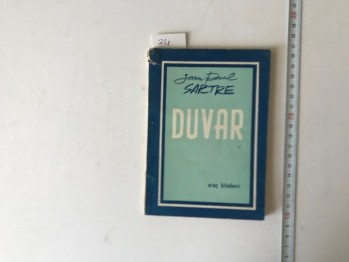 24
Jean Paul
SARTRE
DUVAR
ataç kitabevi